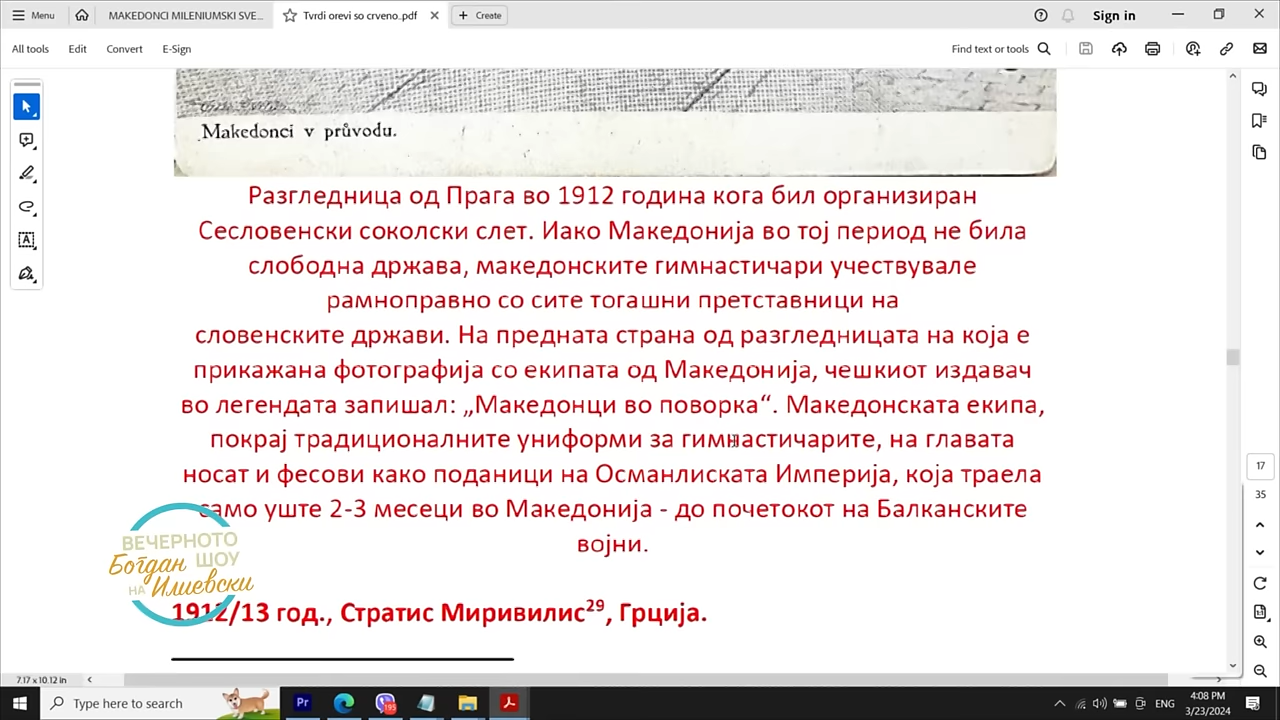 Menu
MAKEDONCI MILENIUMSKI SVE...
Tvrdi orevi so crveno..pdf
Create
Sign in
All tools
Edit
Convert
E-Sign
Find text or tools
Makedonci v průvodu.
Разгледница од Прага во 1912 година кога бил организиран
Сесловенски соколски слет. Иако Македонија во тој период не била
слободна држава, македонските гимнастичари учествувале
рамноправно со сите тогашни претставници на
словенските држави. На предната страна од разгледницата на која е
прикажана фотографија со екипата од Македонија, чешкиот издавач
во легендата запишал: „Македонци во поворка“. Македонската екипа,
покрај традиционалните униформи за гимнастичарите, на главата
носат и фесови како поданици на Османлиската Империја, која траела
само уште 2-3 месеци во Македонија - до почетокот на Балканските
војни.
1912/13 год., Стратис Миривилис29, Грција.
ВЕЧЕРНОТО
ШОУ
НА
Богдан
Илиевски
17
35
7.17 x 10.12 in
Type here to search
Pr
195
ENG
4:08 PM
3/23/2024